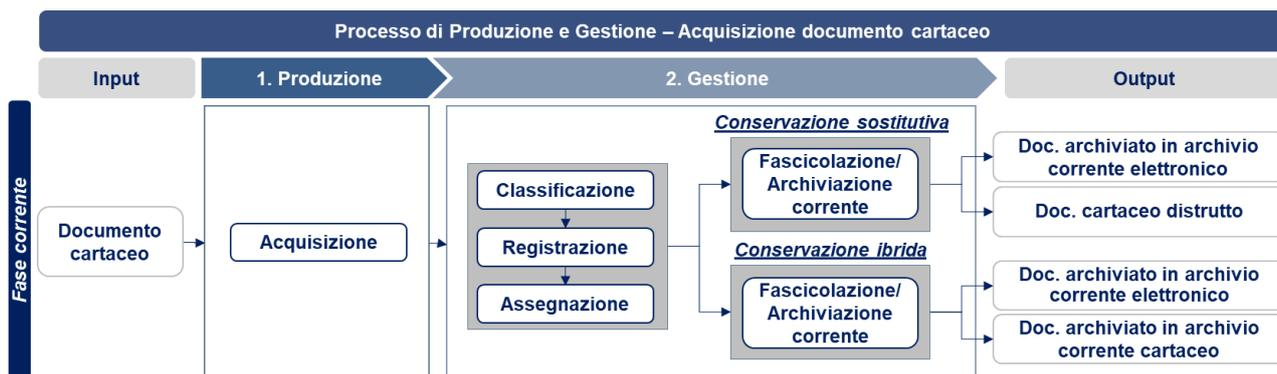 Processo di Produzione e Gestione – Acquisizione documento cartaceo
Input
1. Produzione
2. Gestione
Output
Fase corrente
Documento
cartaceo
Acquisizione
Classificazione
Registrazione
Assegnazione
Conservazione sostitutiva
Fascicolazione/
Archiviazione
corrente
Conservazione ibrida
Fascicolazione/
Archiviazione
corrente
Doc. archiviato in archivio
corrente elettronico
Doc. cartaceo distrutto
Doc. archiviato in archivio
corrente elettronico
Doc. archiviato in archivio
corrente cartaceo